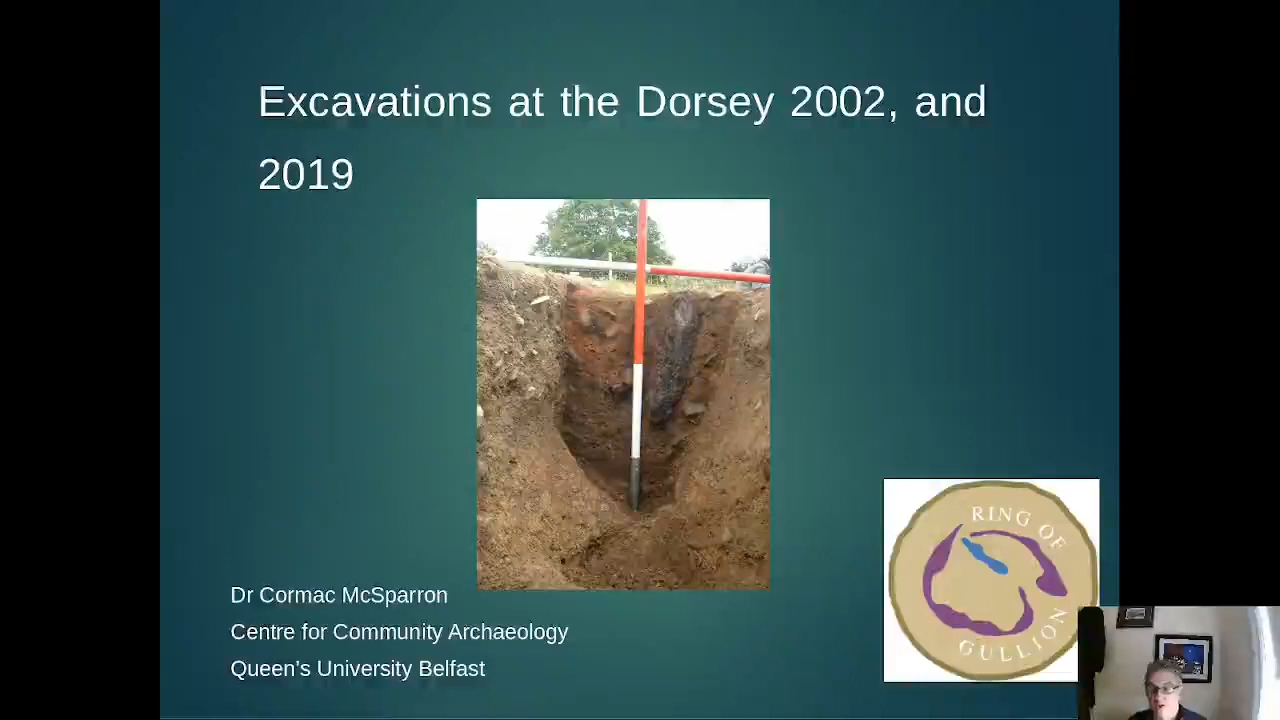 Excavations at the Dorsey 2002, and
2019
Dr Cormac McSparron
Centre for Community Archaeology
Queen's University Belfast
RING OF
GULLION